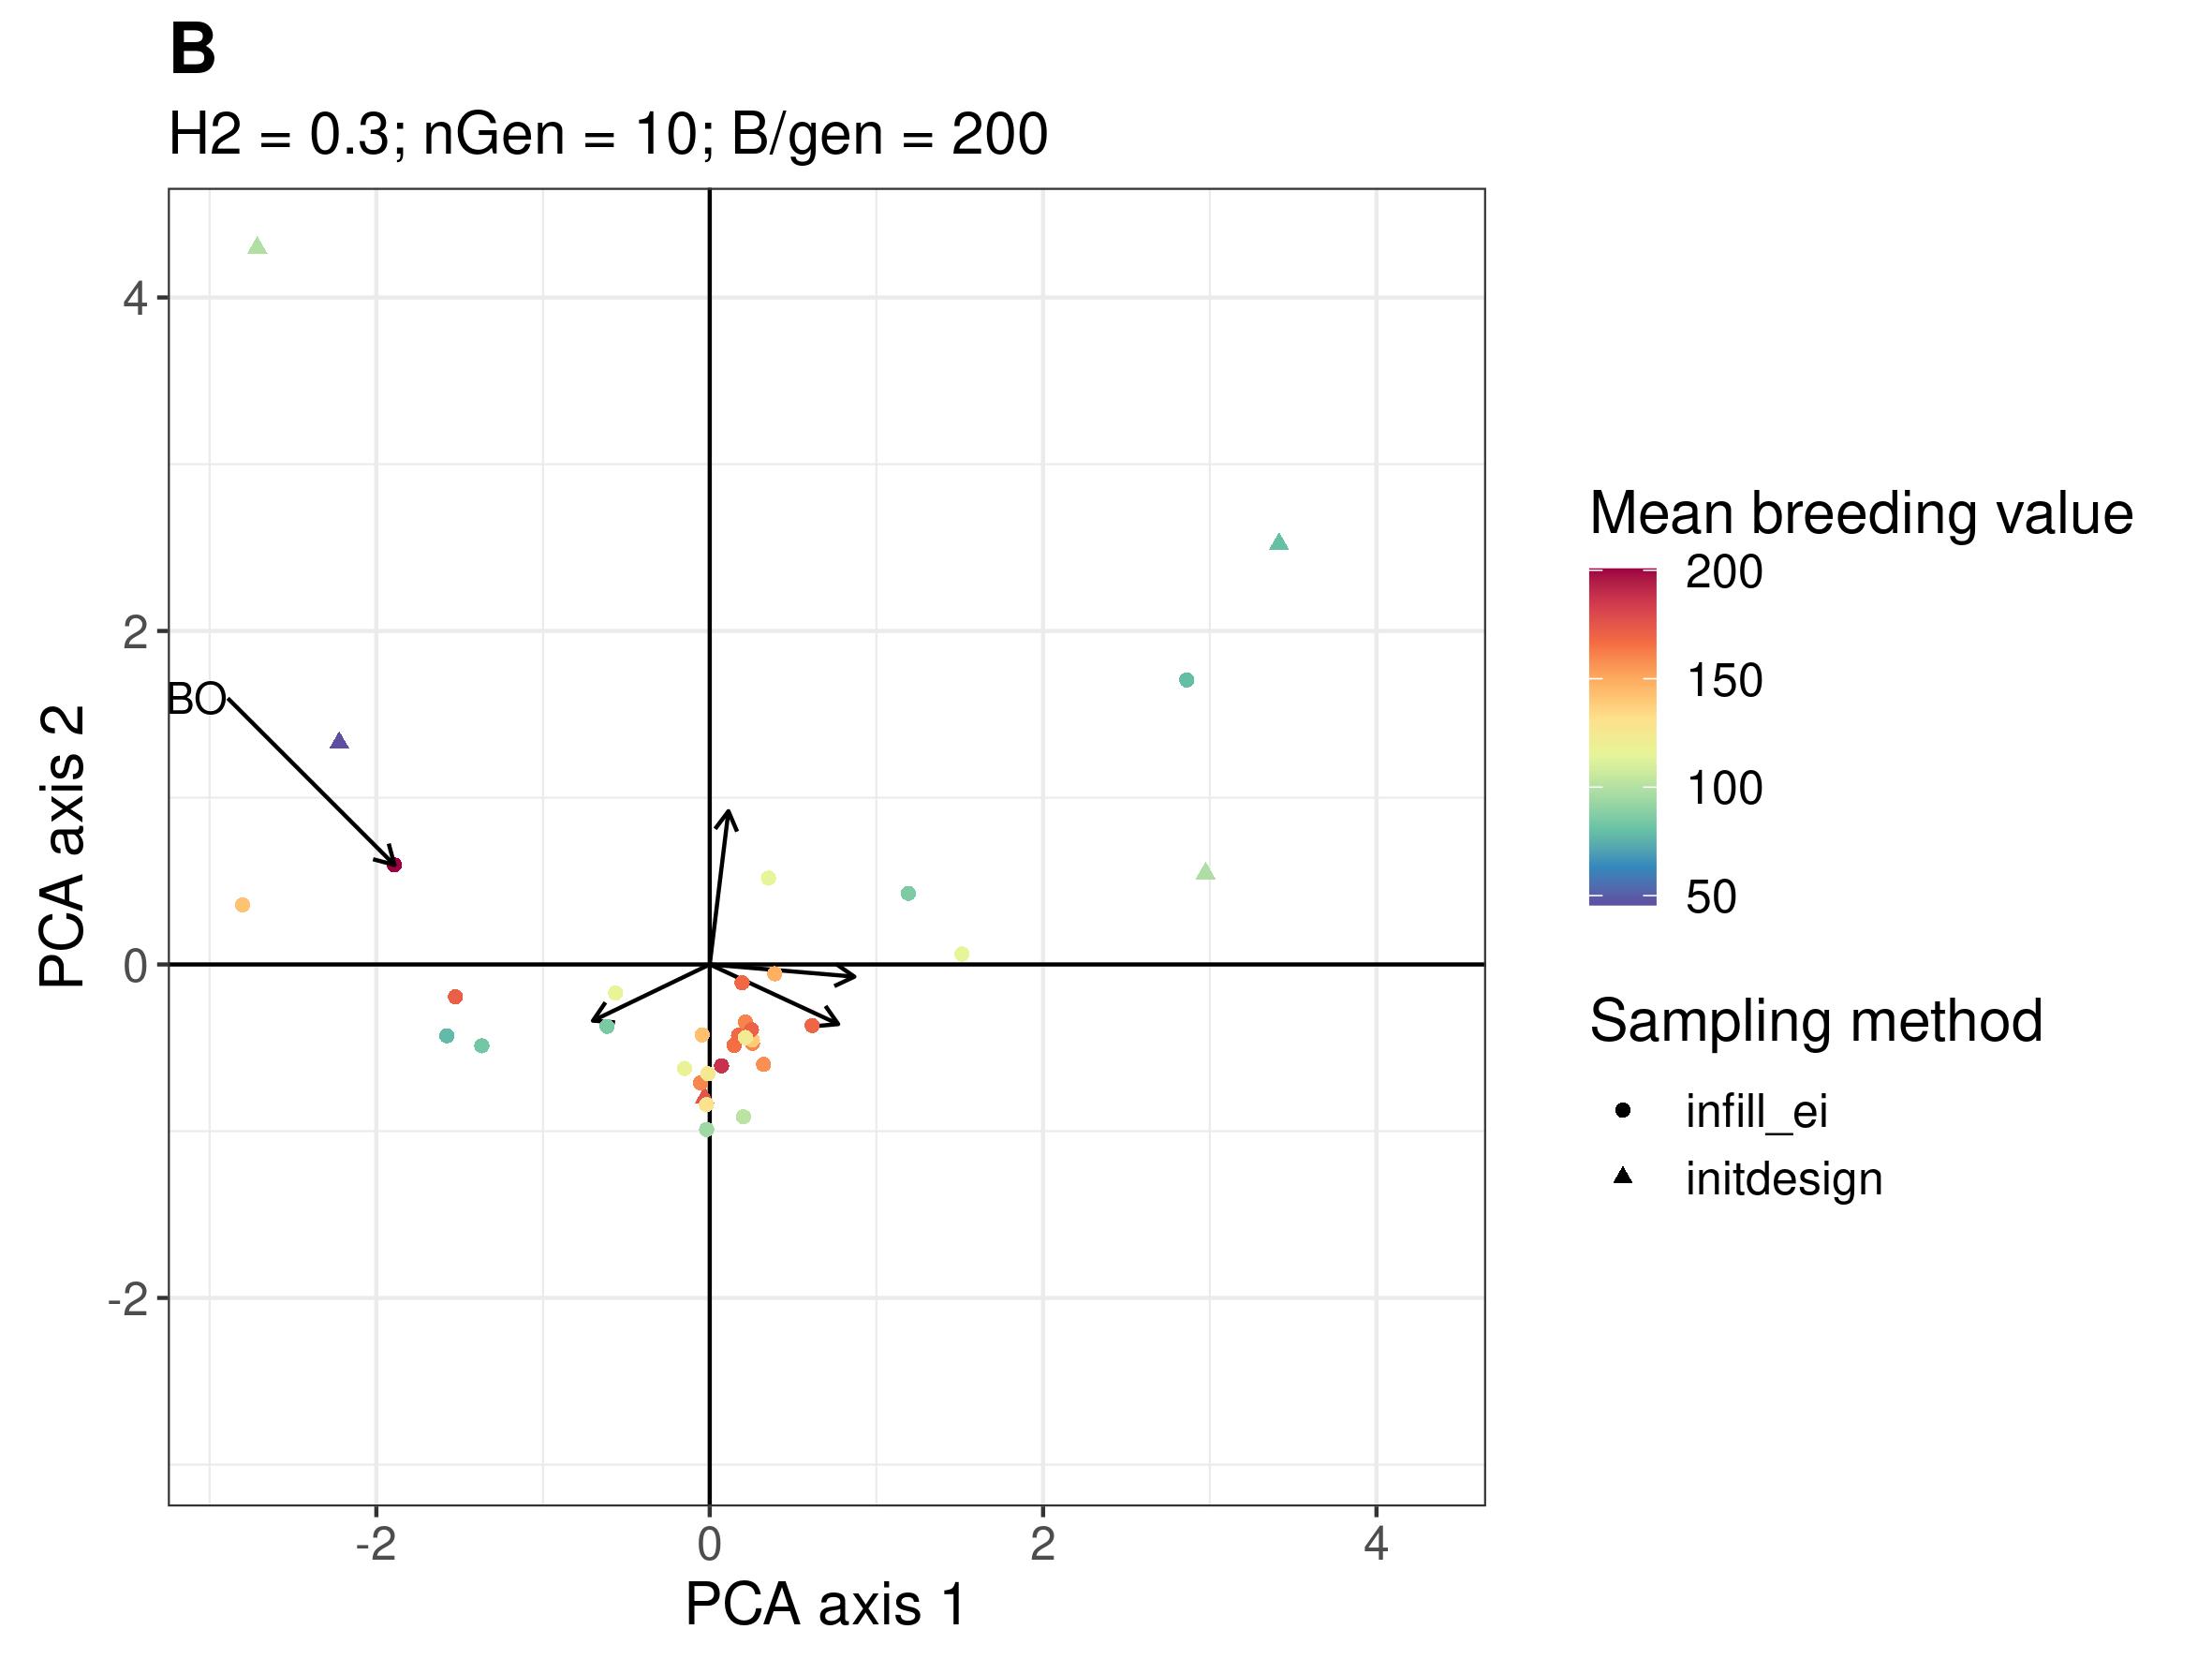 B
H2 = 0.3; nGen = 10; B/gen = 200
4
2
0
-2
BO
-2
0
2
4
PCA axis 1
PCA axis 2
Mean breeding value
200
150
100
50
Sampling method
infill_ei
initdesign